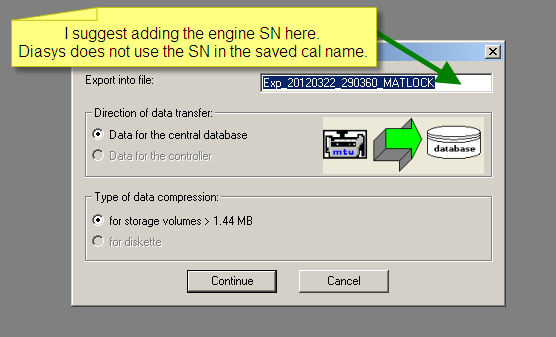 I suggest adding the engine SN here.
Diasys does not use the SN in the saved cal name.
Export into file:
Exp_20120322_290360_MATLOCK
Direction of data transfer:
Data for the central database
Data for the controller
mtu
database
Type of data compression:
for storage volumes > 1.44 MB
for diskette
Continue
Cancel